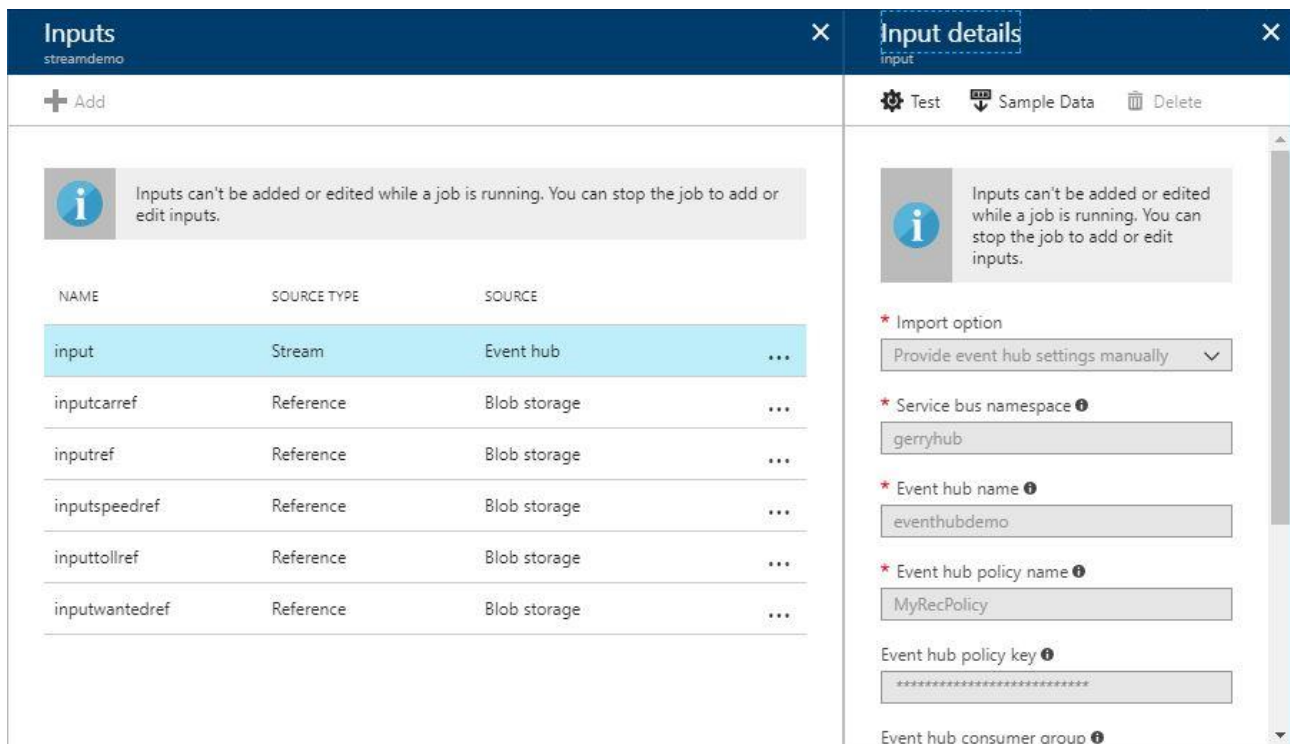 Inputs
streamdemo
Add
Inputs can't be added or edited while a job is running. You can stop the job to add or
edit inputs.
NAME SOURCE TYPE SOURCE
input Stream Event hub ...
inputcarref Reference Blob storage ...
inputref Reference Blob storage ...
inputspeedref Reference Blob storage ...
inputtollref Reference Blob storage ...
inputwantedref Reference Blob storage ...
Input details
input
Test Sample Data Delete
Inputs can't be added or edited
while a job is running. You can
stop the job to add or edit
inputs.
* Import option
Provide event hub settings manually
* Service bus namespace
gerryhub
* Event hub name
eventhubdemo
* Event hub policy name
MyRecPolicy
Event hub policy key
****************************
Event hub consumer group